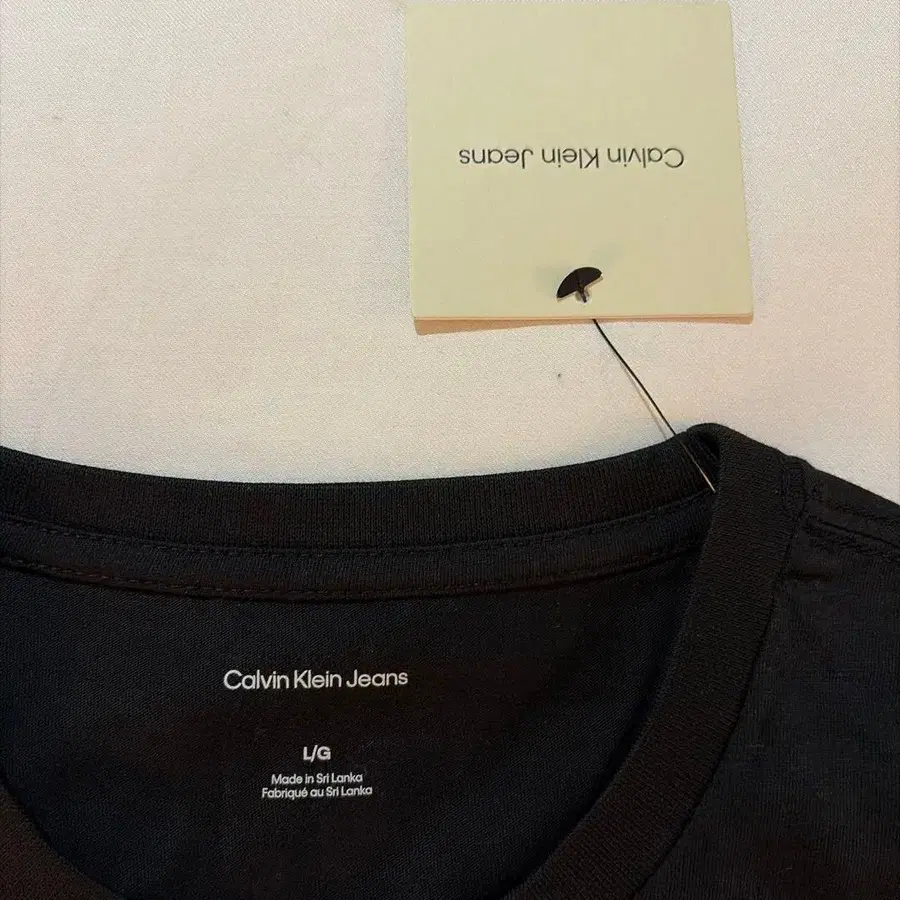 Calvin Klein Jeans
Calvin Klein Jeans
L/G
Made in Sri Lanka
Fabriqué au Sri Lanka